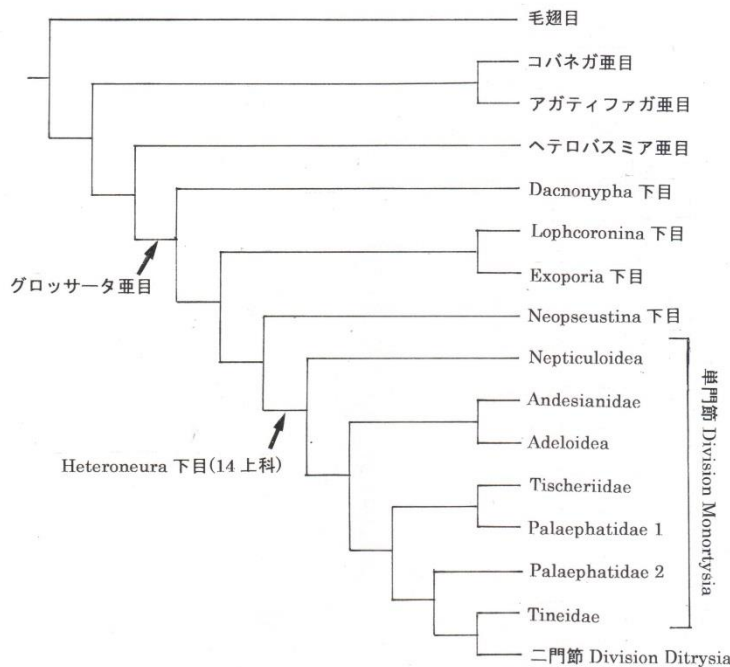 毛翅目
コバネガ亜目
アガティファガ亜目
ヘテロバスミア亜目
Dacnonypha 下目
Lophcoronina 下目
グロッサータ亜目
Exoporia 下目
Neopseustina 下目
Nepticuloidea
Andesianidae
Adeloidea
Heteroneura 下目(14 上科)
Tischeriidae
Palaephatidae 1
Palaephatidae 2
Tineidae
二門節 Division Ditrysia
単門節 Division Monortysia